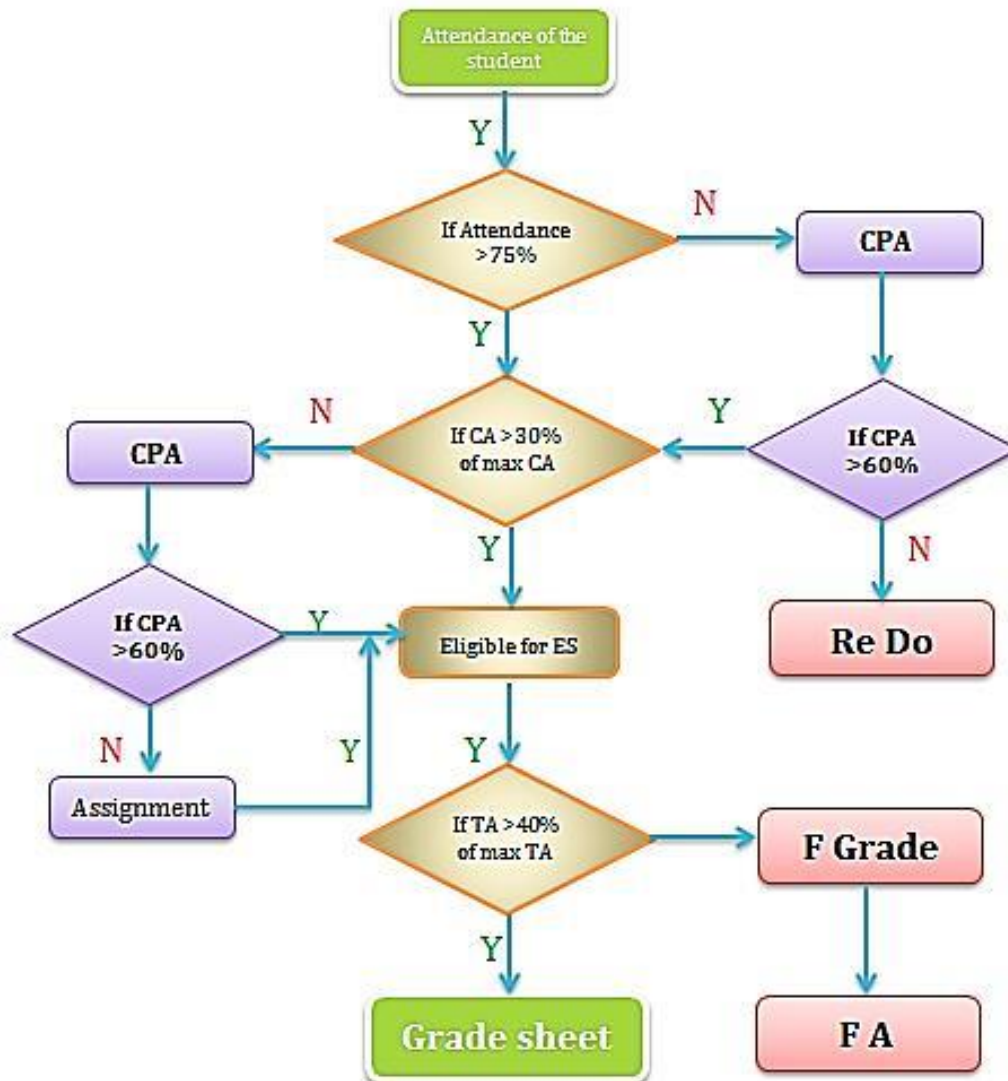 Attendance of the
student
Y
If Attendance
>75%
N
CPA
Y
If CA >30%
of max CA
N
CPA
Y
If CPA
>60%
N
Re Do
Y
If CPA
>60%
Y
Eligible for ES
N
Assignment
Y
Y
If TA >40%
of max TA
F Grade
Y
Grade sheet
F A